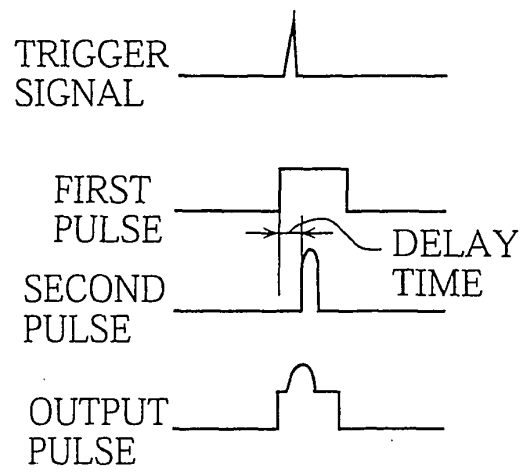 TRIGGER
SIGNAL
FIRST
PULSE
DELAY
TIME
SECOND
PULSE
OUTPUT
PULSE